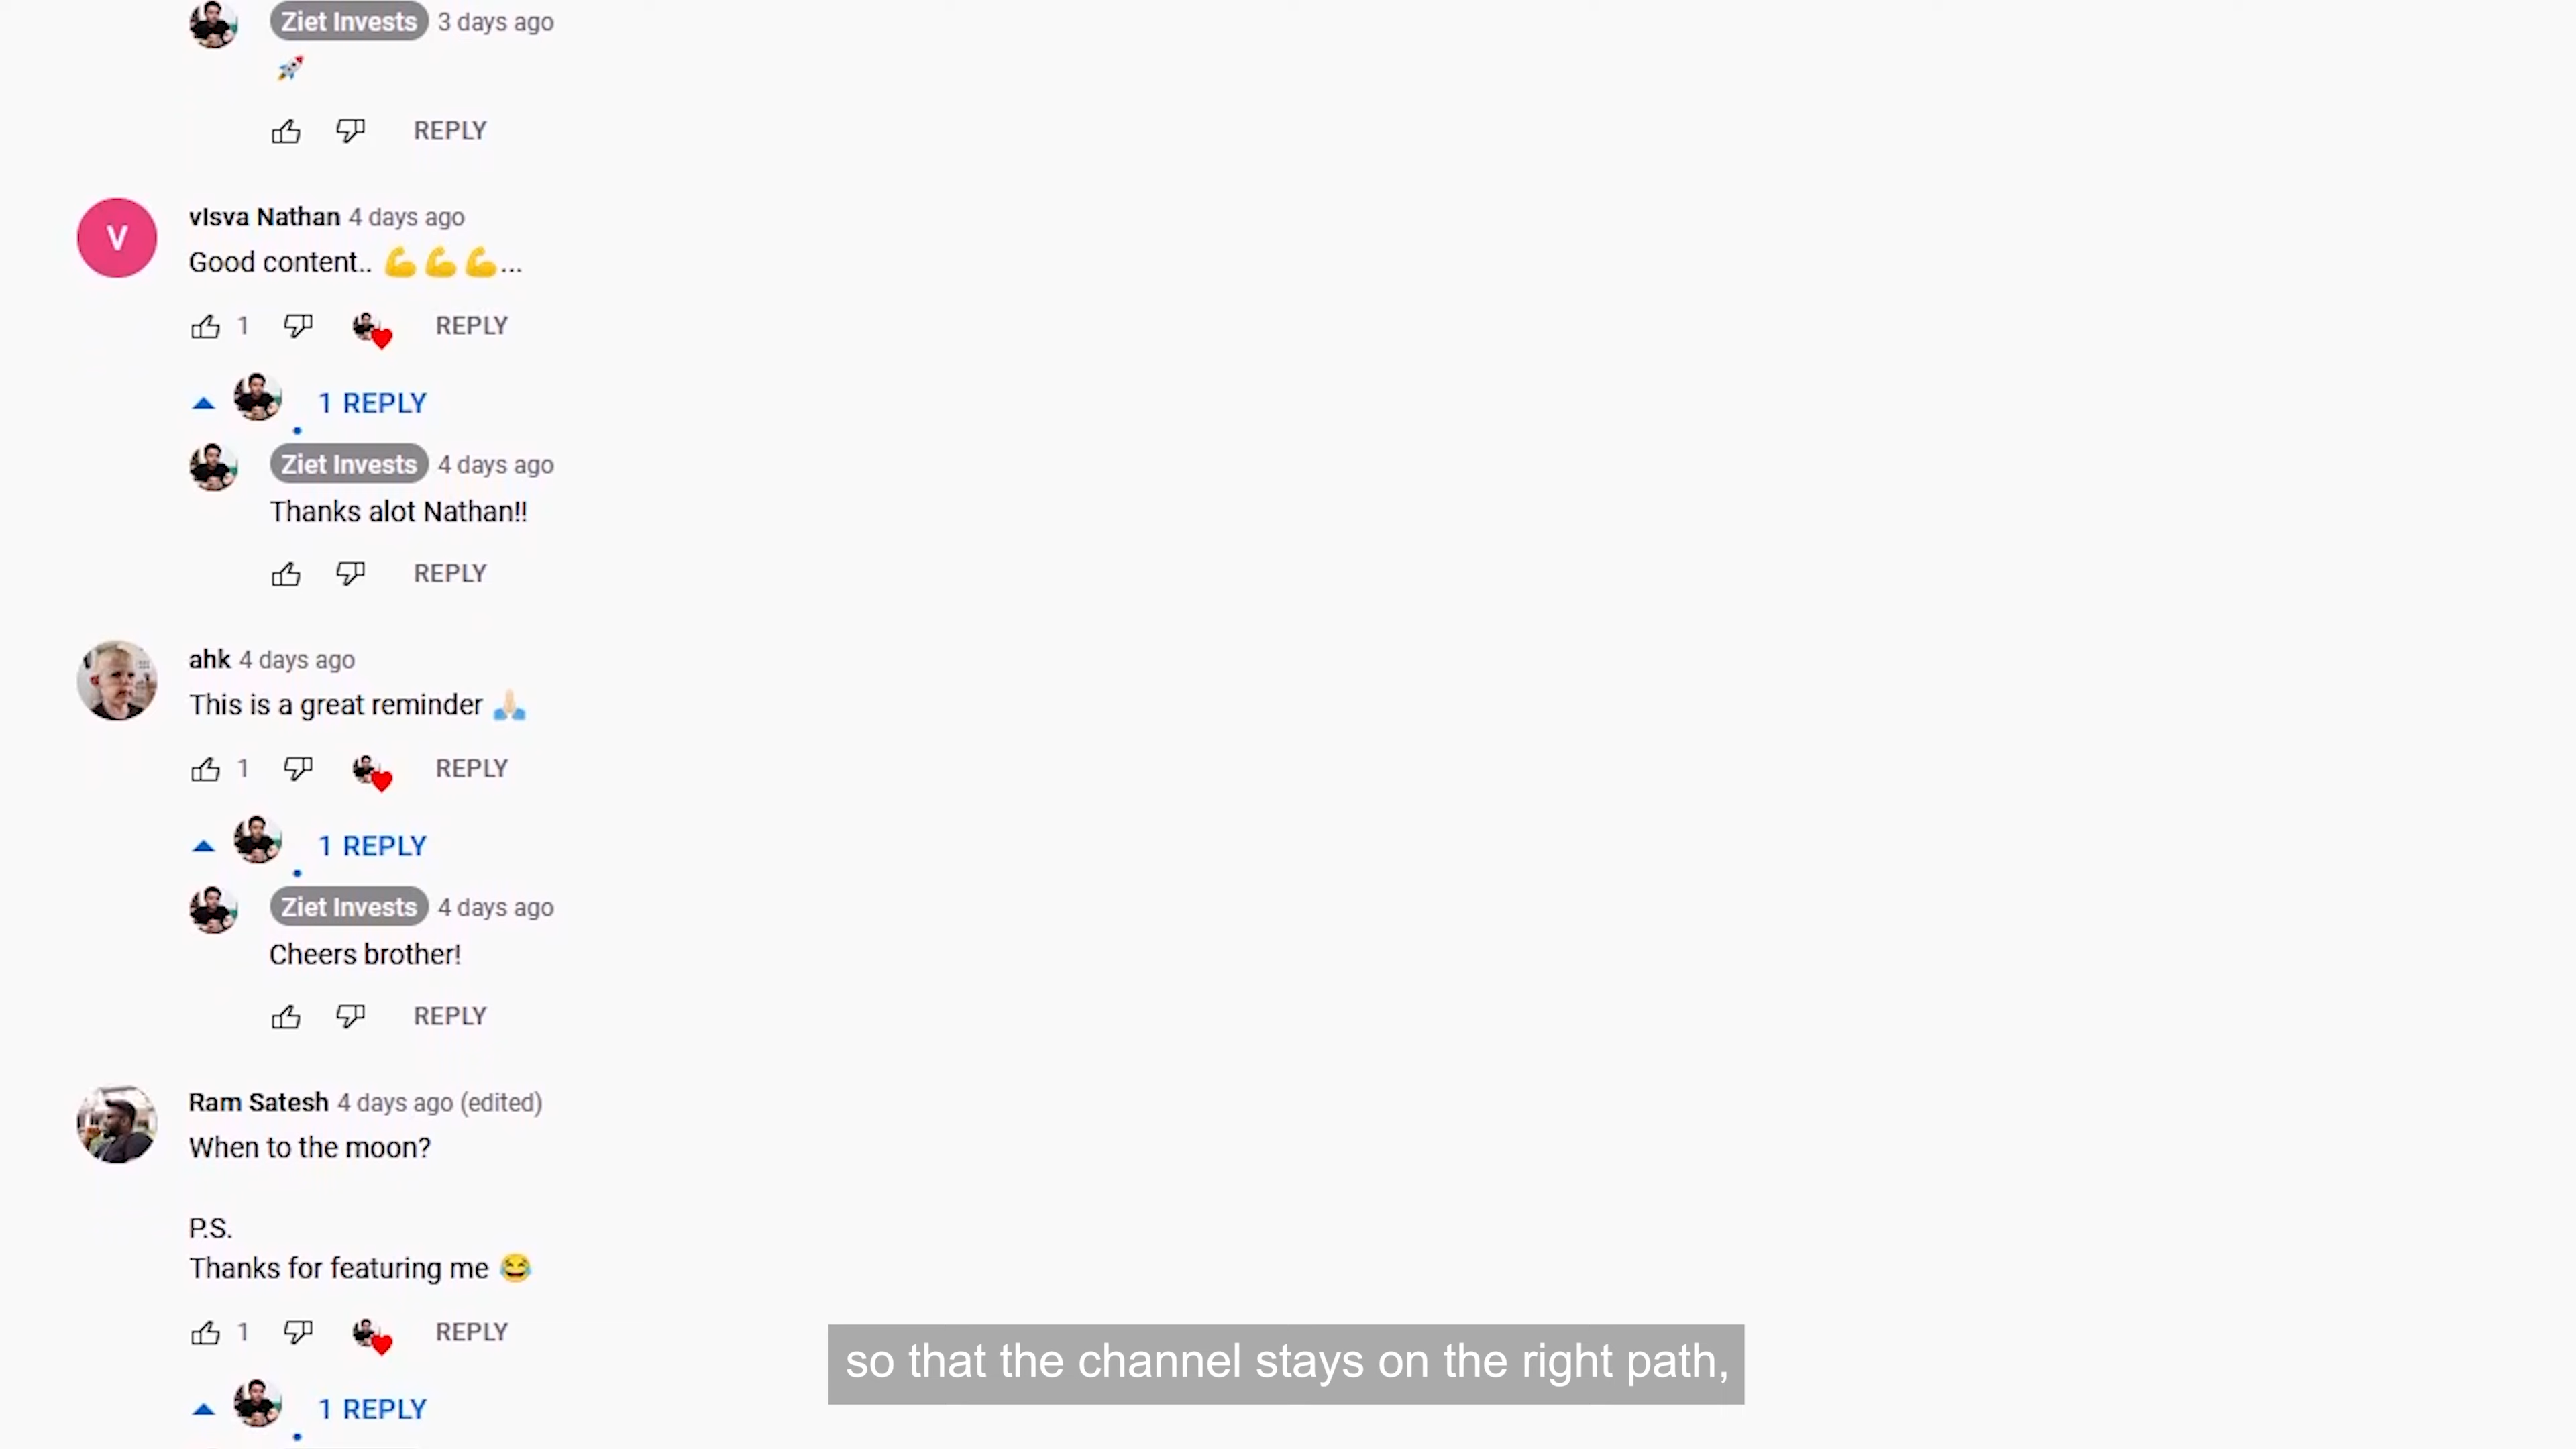 Ziet Invests 3 days ago
🚀
REPLY
V
vIsva Nathan 4 days ago
Good content.. 💪💪💪...
1 REPLY
1 REPLY
Ziet Invests 4 days ago
Thanks alot Nathan!!
REPLY
ahk 4 days ago
This is a great reminder 🙏🏻
1 REPLY
1 REPLY
Ziet Invests 4 days ago
Cheers brother!
REPLY
Ram Satesh 4 days ago (edited)
When to the moon?
P.S.
Thanks for featuring me 😂
1 REPLY
so that the channel stays on the right path,
1 REPLY